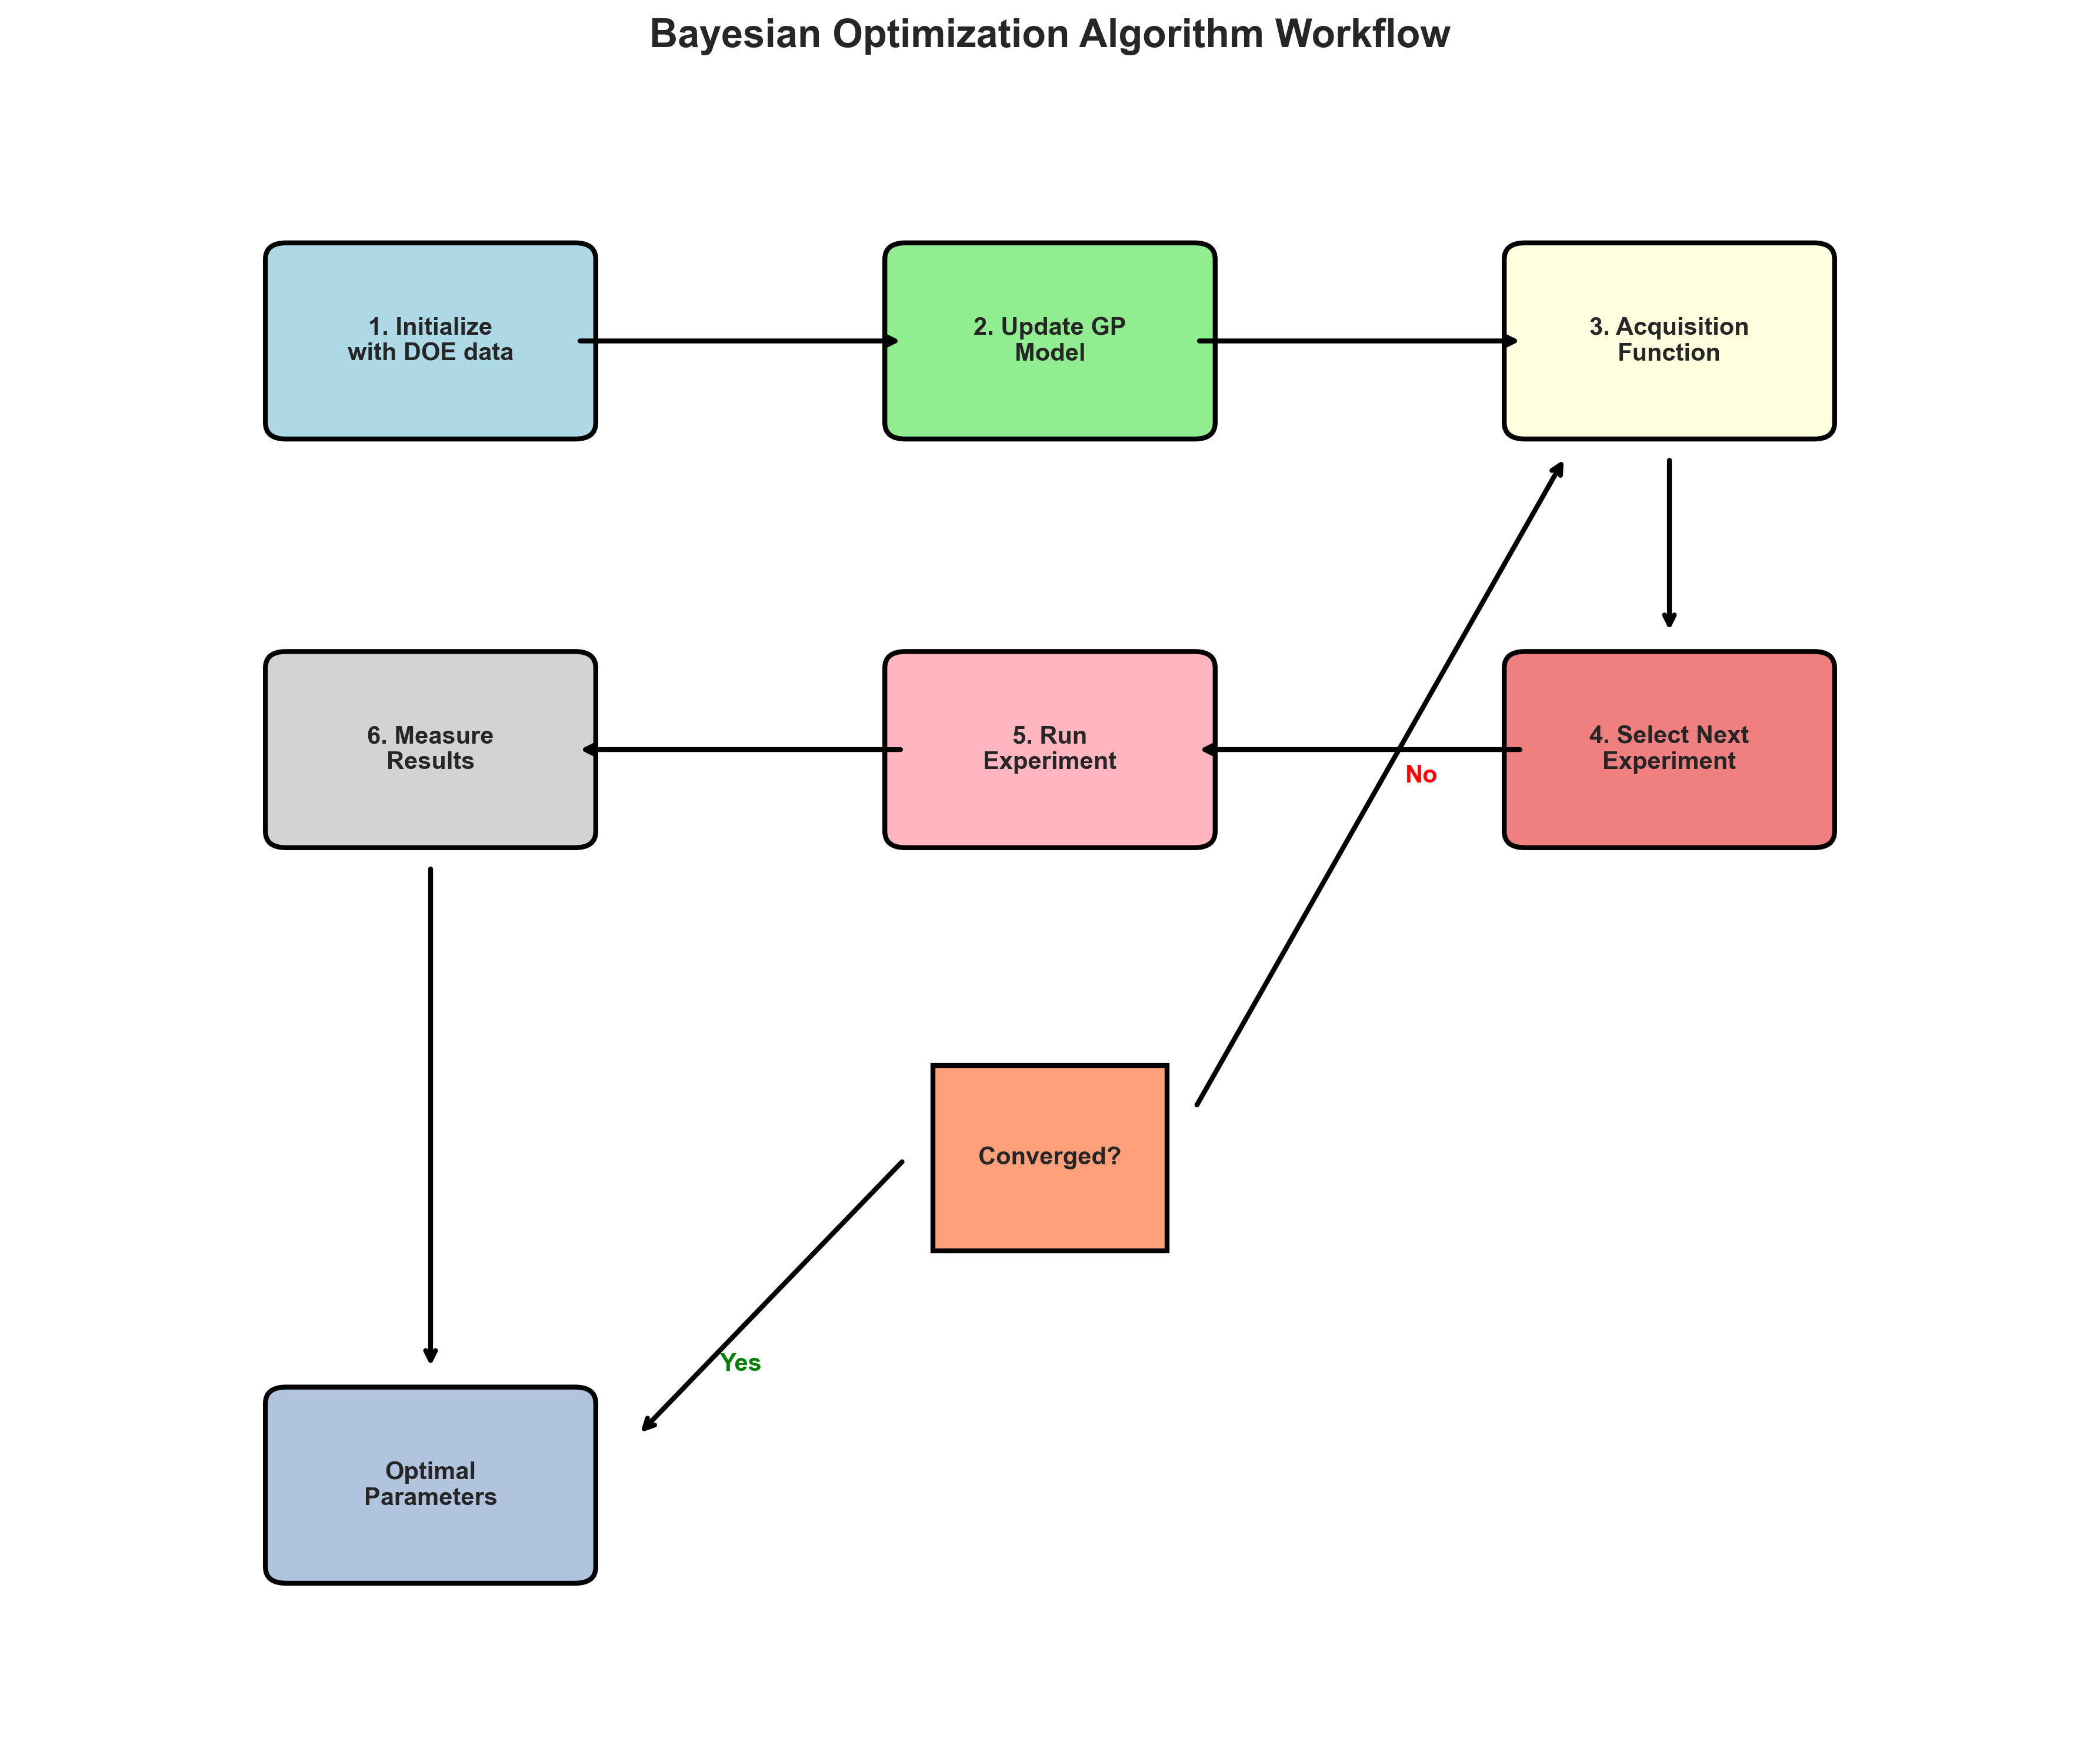 Bayesian Optimization Algorithm Workflow
1. Initialize
with DOE data
2. Update GP
Model
3. Acquisition
Function
6. Measure
Results
5. Run
Experiment
4. Select Next
Experiment
No
Converged?
Yes
Optimal
Parameters